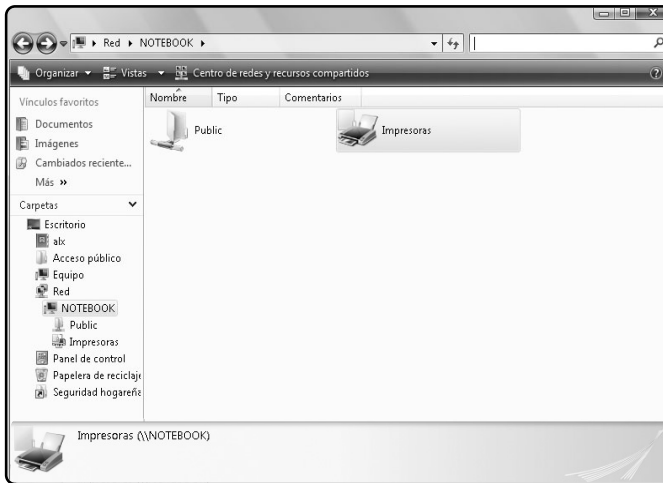 Red NOTEBOOK
Organizar Vistas Centro de redes y recursos compartidos
Vínculos favoritos
Documentos
Imágenes
Cambiados reciente...
Más »
Carpetas
Escritorio
alx
Acceso público
Equipo
Red
NOTEBOOK
Public
Impresoras
Panel de control
Papelera de reciclaje
Seguridad hogareña
Nombre Tipo Comentarios
Public Impresoras
Impresoras (\\NOTEBOOK)